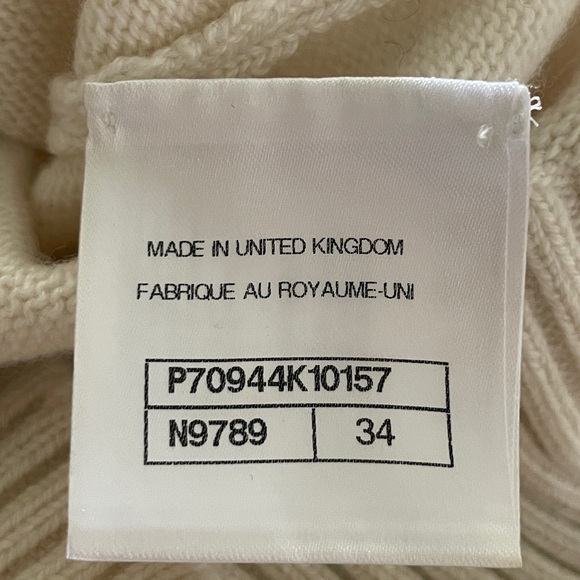 MADE IN UNITED KINGDOM
FABRIQUE AU ROYAUME-UNI
P70944K10157
N9789 34